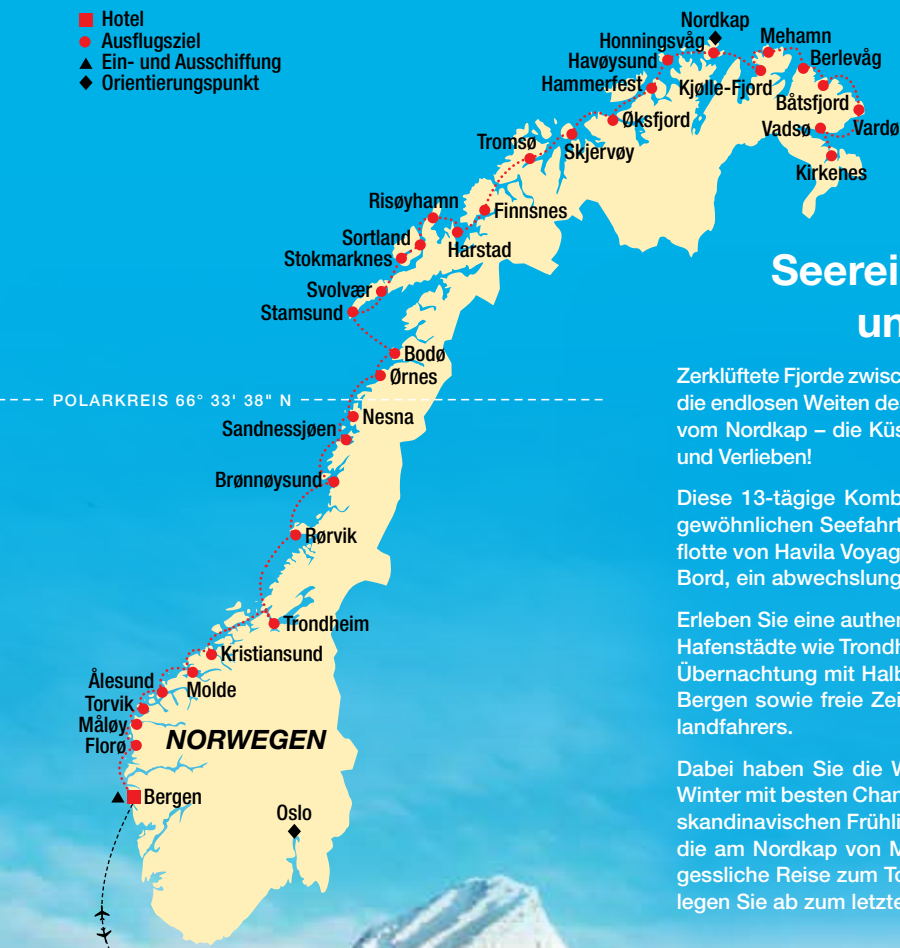 Hotel
Ausflugsziel
Ein- und Ausschiffung
Orientierungspunkt
Nordkap
Honningsvåg
Mehamn
Havøysund
Berlevåg
Hammerfest
Kjølle-Fjord
Båtsfjord
Øksfjord
Vadsø
Vardø
Tromsø
Skjervøy
Kirkenes
Risøyhamn
Finnsnes
Sortland
Harstad
Stokmarknes
Svolvær
Stamsund
Bodø
Ørnes
POLARKREIS 66° 33' 38" N
Nesna
Sandnessjøen
Brønnøysund
Rørvik
Trondheim
Kristiansund
Ålesund
Molde
Torvik
Måløy
Florø
NORWEGEN
Bergen
Oslo
Seerei
un
Zerklüftete Fjorde zwisc
die endlosen Weiten de
vom Nordkap – die Küs
und Verlieben!
Diese 13-tägige Komb
gewöhnlichen Seefahrt
flotte von Havila Voyag
Bord, ein abwechslung
Erleben Sie eine auther
Hafenstädte wie Trondh
Übernachtung mit Halb
Bergen sowie freie Zei
landfahrers.
Dabei haben Sie die W
Winter mit besten Chan
skandinavischen Frühli
die am Nordkap von M
gessliche Reise zum To
legen Sie ab zum letzte